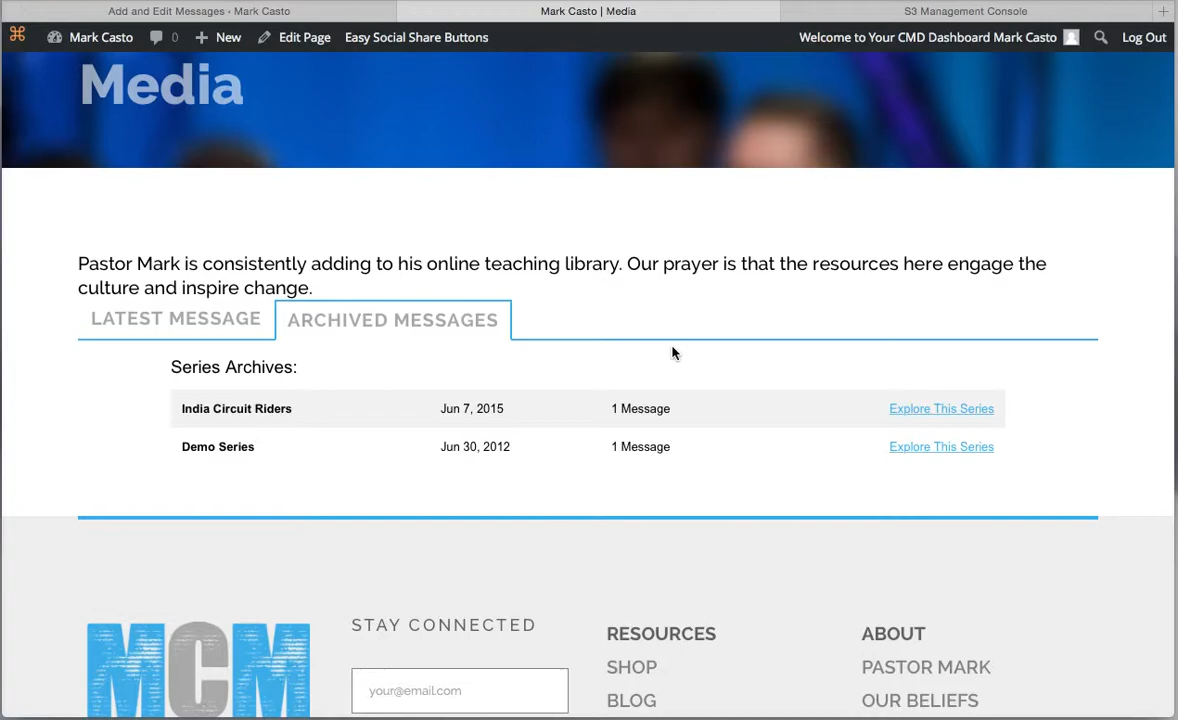 Add and Edit Messages ‹ Mark Casto
Mark Casto | Media
S3 Management Console
Mark Casto
0
New
Edit Page
Easy Social Share Buttons
Welcome to Your CMD Dashboard Mark Casto
Log Out
Media
Pastor Mark is consistently adding to his online teaching library. Our prayer is that the resources here engage the
culture and inspire change.
LATEST MESSAGE
ARCHIVED MESSAGES
Series Archives:
India Circuit Riders Jun 7, 2015 1 Message Explore This Series
Demo Series Jun 30, 2012 1 Message Explore This Series
MCM
STAY CONNECTED
your@email.com
RESOURCES
SHOP
BLOG
ABOUT
PASTOR MARK
OUR BELIEFS